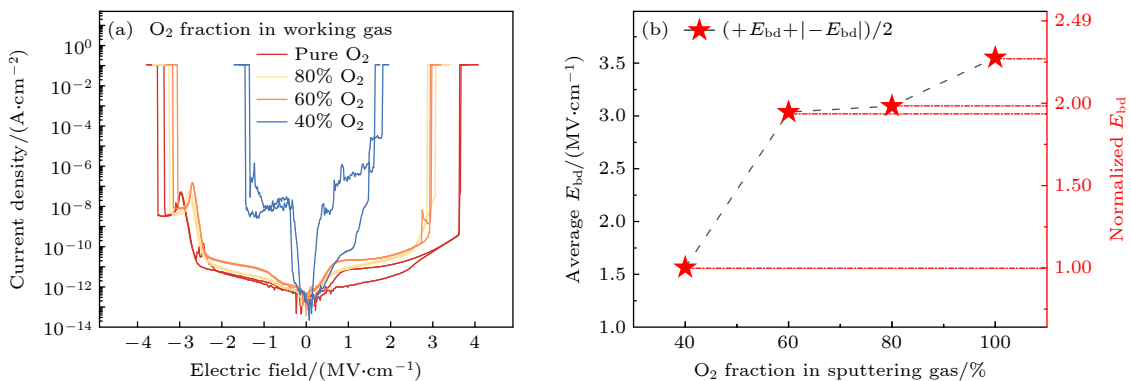 (a) O₂ fraction in working gas
Pure O₂
80% O₂
60% O₂
40% O₂
10⁰
10⁻²
10⁻⁴
10⁻⁶
10⁻⁸
10⁻¹⁰
10⁻¹²
10⁻¹⁴
Current density/(A·cm⁻²)
−4 −3 −2 −1 0 1 2 3 4
Electric field/(MV·cm⁻¹)
(b) (+E_bd+|−E_bd|)/2
4.0
3.5
3.0
2.5
2.0
1.5
1.0
Average E_bd/(MV·cm⁻¹)
40 60 80 100
O₂ fraction in sputtering gas/%
2.49
2.00
1.50
1.00
Normalized E_bd